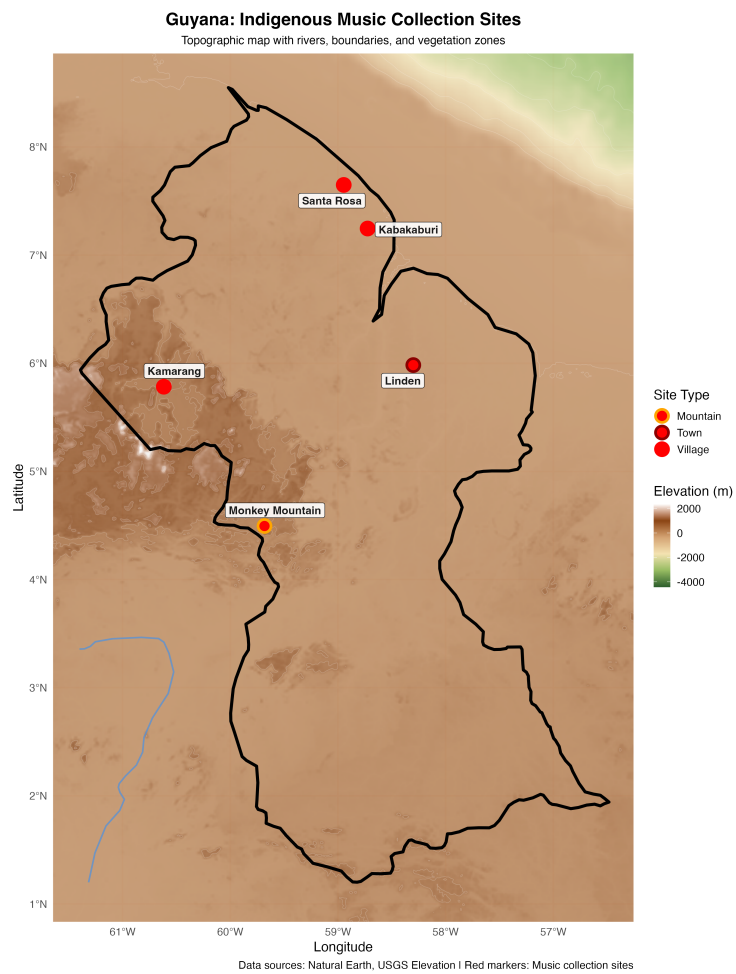 Guyana: Indigenous Music Collection Sites
Topographic map with rivers, boundaries, and vegetation zones
8°N
7°N
6°N
5°N
4°N
3°N
2°N
1°N
Latitude
Santa Rosa
Kabakaburi
Kamarang
Linden
Monkey Mountain
Site Type
Mountain
Town
Village
Elevation (m)
2000
0
-2000
-4000
61°W
60°W
59°W
58°W
57°W
Longitude
Data sources: Natural Earth, USGS Elevation | Red markers: Music collection sites